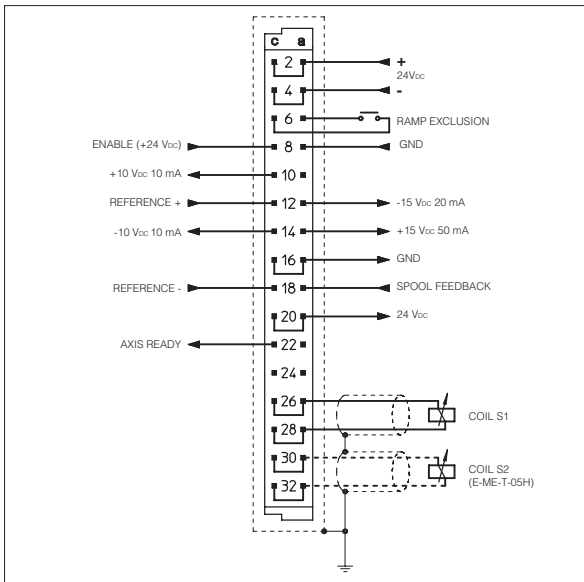 c a
2 +
24VDC
4 -
6 RAMP EXCLUSION
ENABLE (+24 VDC) 8 GND
+10 VDC 10 mA 10
REFERENCE + 12 -15 VDC 20 mA
-10 VDC 10 mA 14 +15 VDC 50 mA
16 GND
REFERENCE - 18 SPOOL FEEDBACK
20 24 VDC
AXIS READY 22
24
26
COIL S1
28
30
COIL S2
32 (E-ME-T-05H)